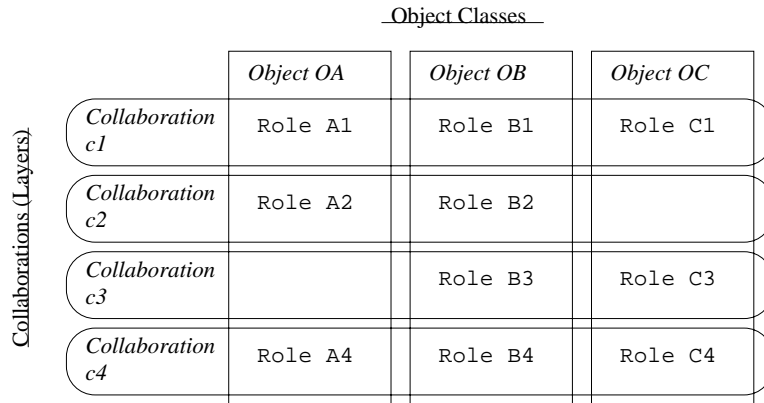 Object Classes
Object OA Object OB Object OC
Collaborations (Layers)
Collaboration
c1
Role A1 Role B1 Role C1
Collaboration
c2
Role A2 Role B2
Collaboration
c3
Role B3 Role C3
Collaboration
c4
Role A4 Role B4 Role C4